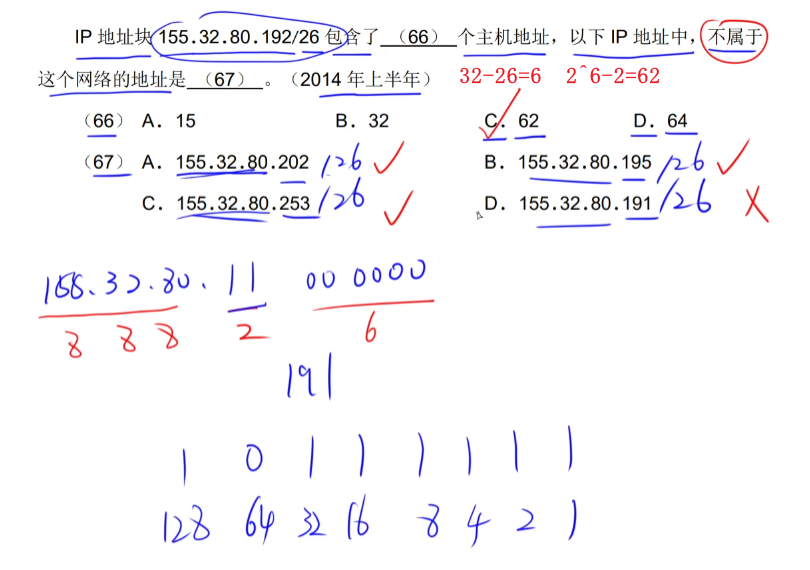 IP 地址块 155.32.80.192/26 包含了 （66） 个主机地址，以下 IP 地址中，不属于
这个网络的地址是 （67） 。（2014 年上半年） 32-26=6 2^6-2=62
（66） A. 15 B. 32 C. 62 D. 64
（67） A. 155.32.80.202 /26 B. 155.32.80.195 /26
C. 155.32.80.253 /26 D. 155.32.80.191 /26
155.32.80. 11 00 0000
8 8 8 2 6
191
1 0 1 1 1 1 1 1
128 64 32 16 8 4 2 1